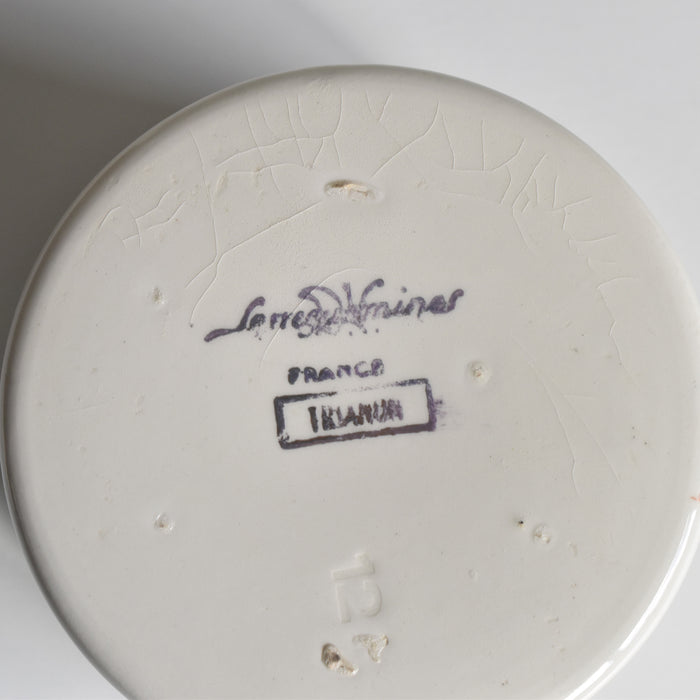 Sarreguemines
FRANCE
TRIANON
12